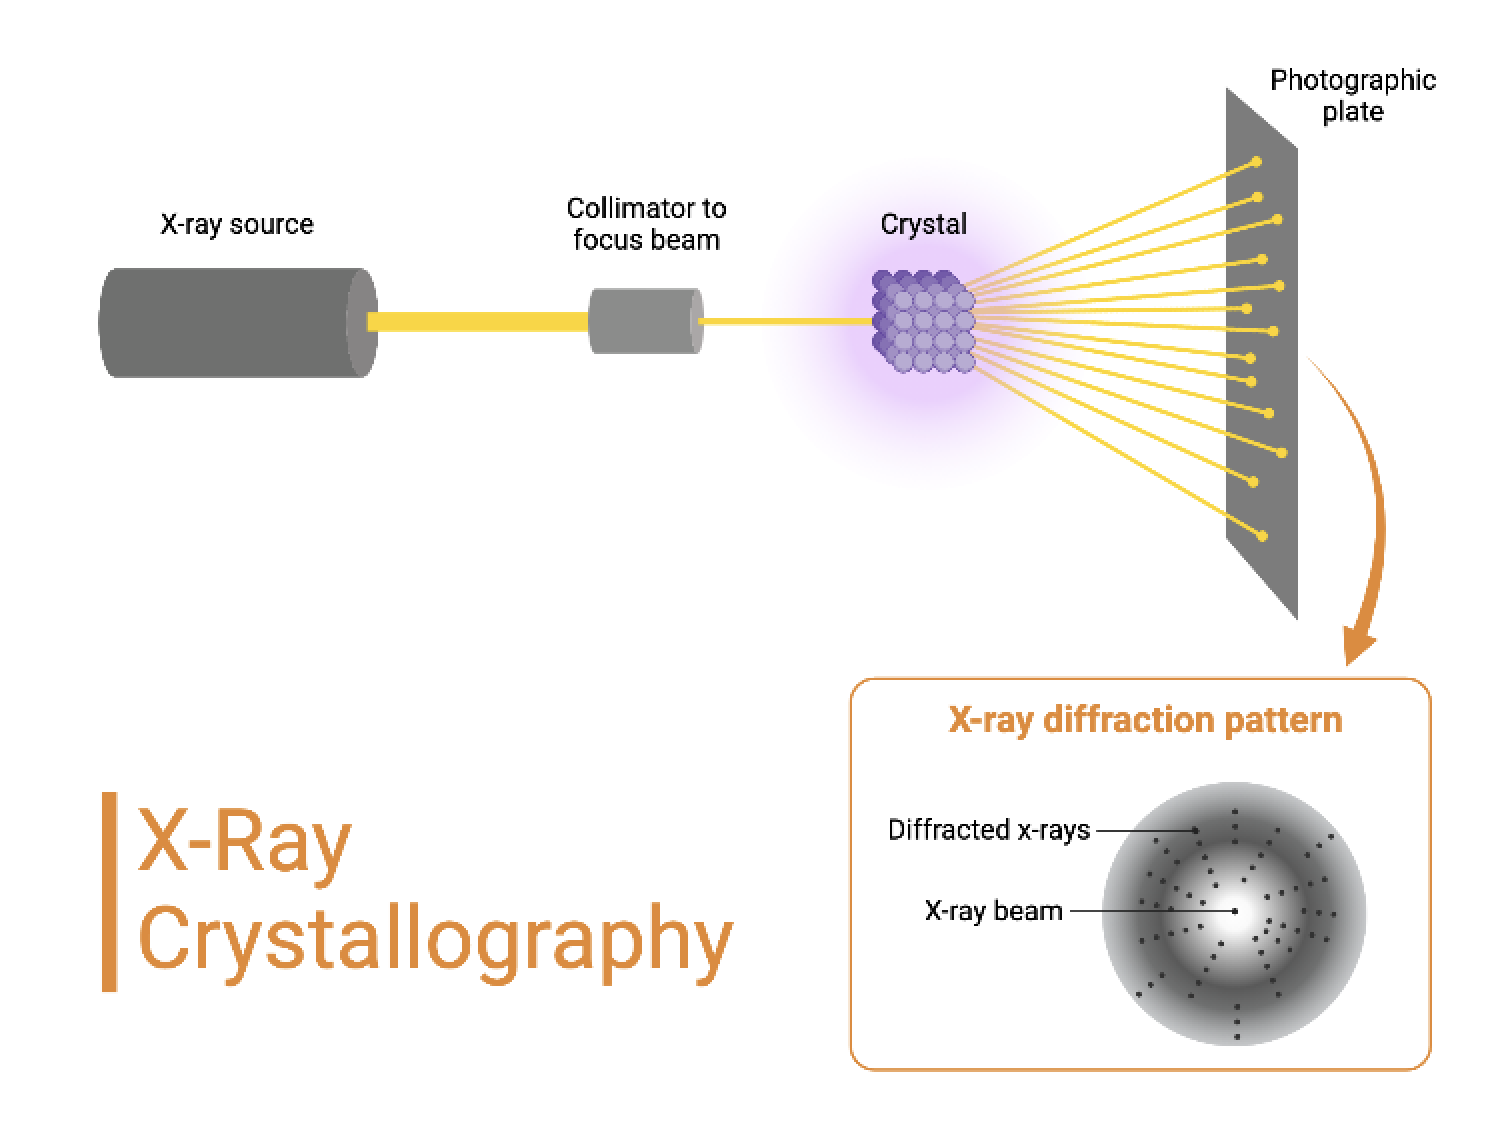 Photographic
plate
X-ray source
Collimator to
focus beam
Crystal
X-ray diffraction pattern
Diffracted x-rays
X-ray beam
X-Ray
Crystallography